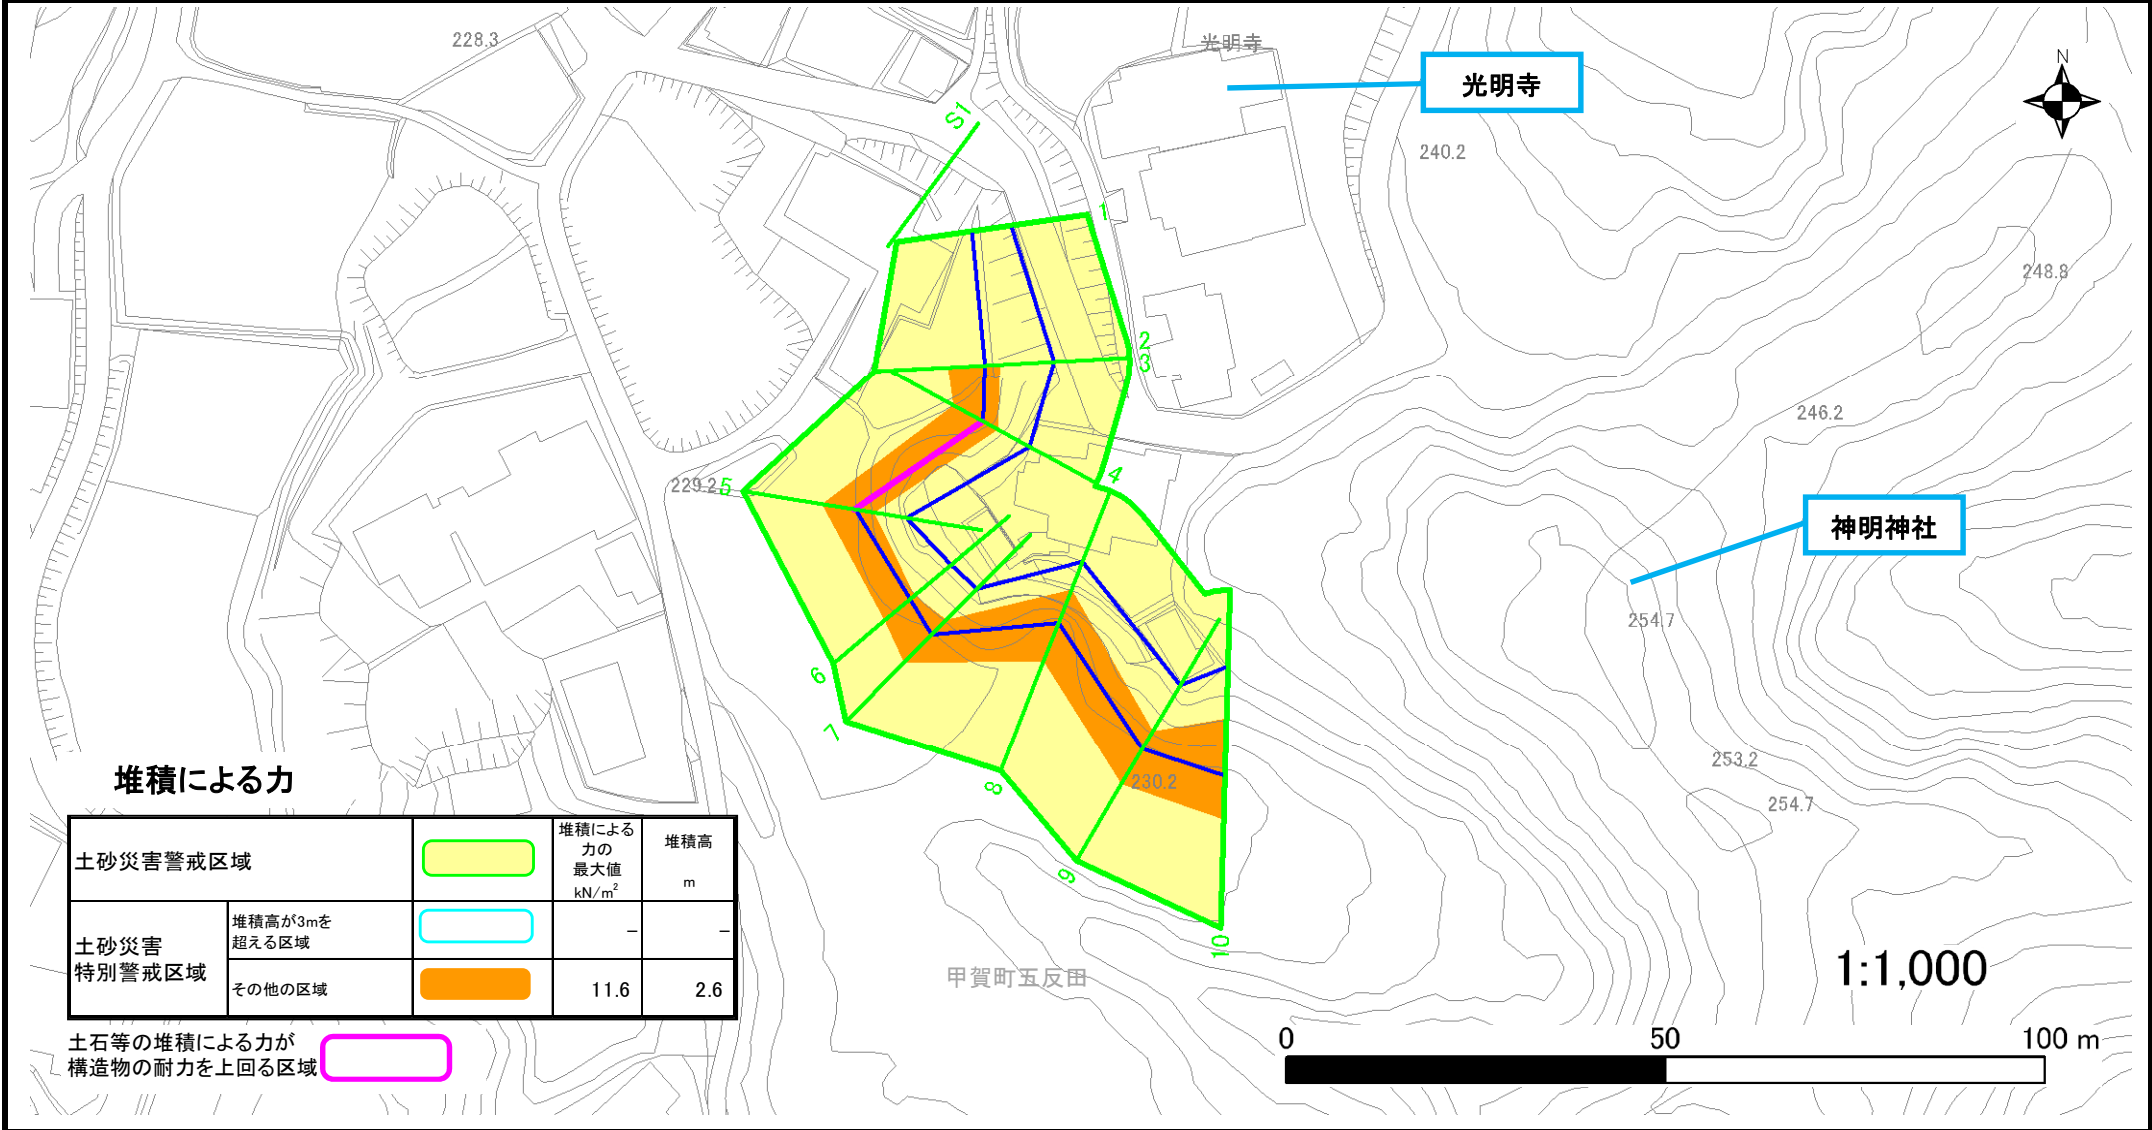 228.3
光明寺
光明寺
N
S1
240.2
1
248.8
2
3
246.2
4
229.2
5
神明神社
254.7
6
7
253.2
堆積による力
230.2
8
254.7
土砂災害警戒区域
堆積による
力の
最大値
kN/m²
堆積高
m
9
土砂災害
特別警戒区域
堆積高が3mを
超える区域
－
－
その他の区域
11.6
2.6
10
甲賀町五反田
1:1,000
土石等の堆積による力が
構造物の耐力を上回る区域
0
50
100 m